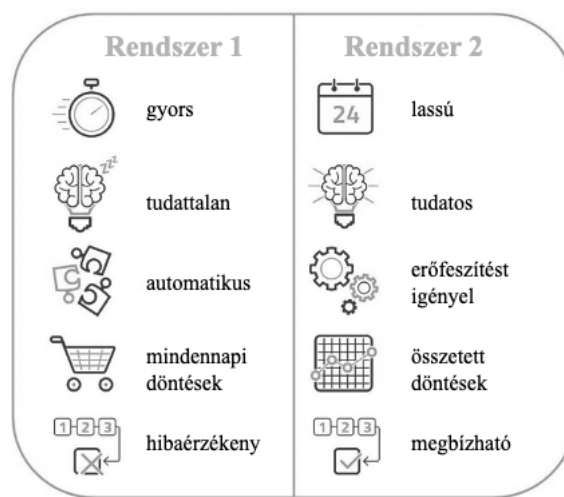 Rendszer 1
gyors
zzz
tudattalan
automatikus
mindennapi
döntések
1 2 3
hibaérzékeny
Rendszer 2
24
lassú
tudatos
erőfeszítést
igényel
összetett
döntések
1 2 3
megbízható